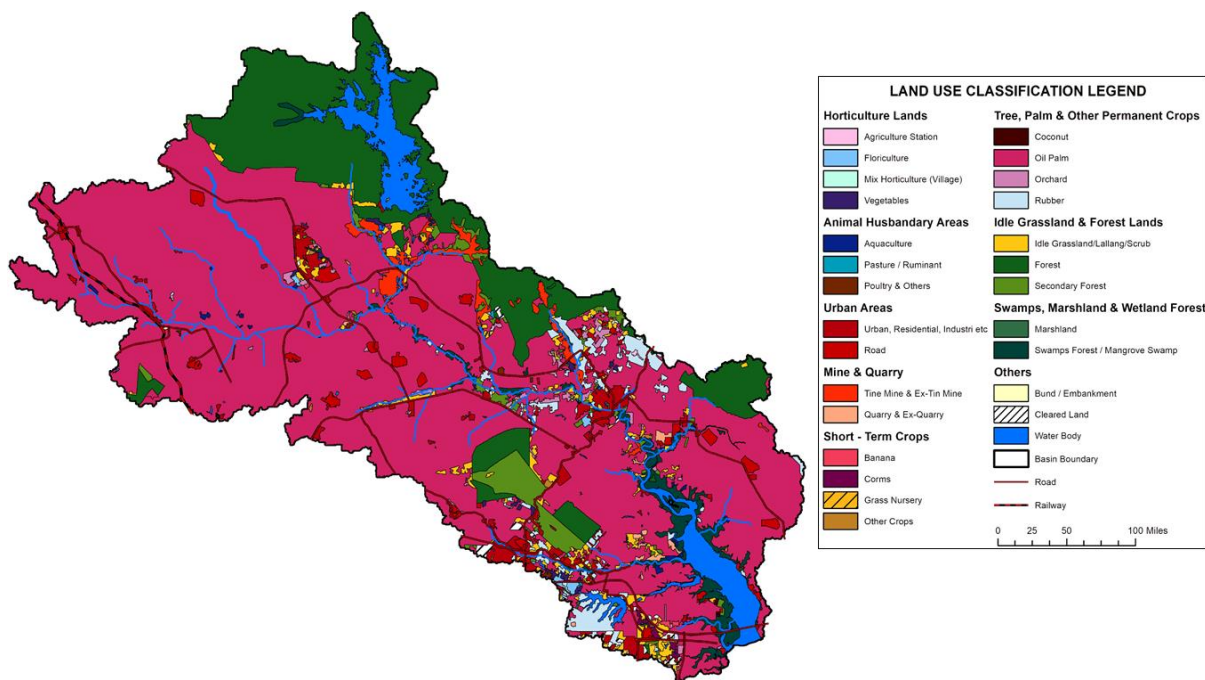 LAND USE CLASSIFICATION LEGEND
Horticulture Lands
Agriculture Station
Floriculture
Mix Horticulture (Village)
Vegetables
Animal Husbandary Areas
Aquaculture
Pasture / Ruminant
Poultry & Others
Urban Areas
Urban, Residential, Industri etc
Road
Mine & Quarry
Tine Mine & Ex-Tin Mine
Quarry & Ex-Quarry
Short - Term Crops
Banana
Corms
Grass Nursery
Other Crops
Tree, Palm & Other Permanent Crops
Coconut
Oil Palm
Orchard
Rubber
Idle Grassland & Forest Lands
Idle Grassland/Lallang/Scrub
Forest
Secondary Forest
Swamps, Marshland & Wetland Forest
Marshland
Swamps Forest / Mangrove Swamp
Others
Bund / Embankment
Cleared Land
Water Body
Basin Boundary
Road
Railway
0 25 50 100 Miles